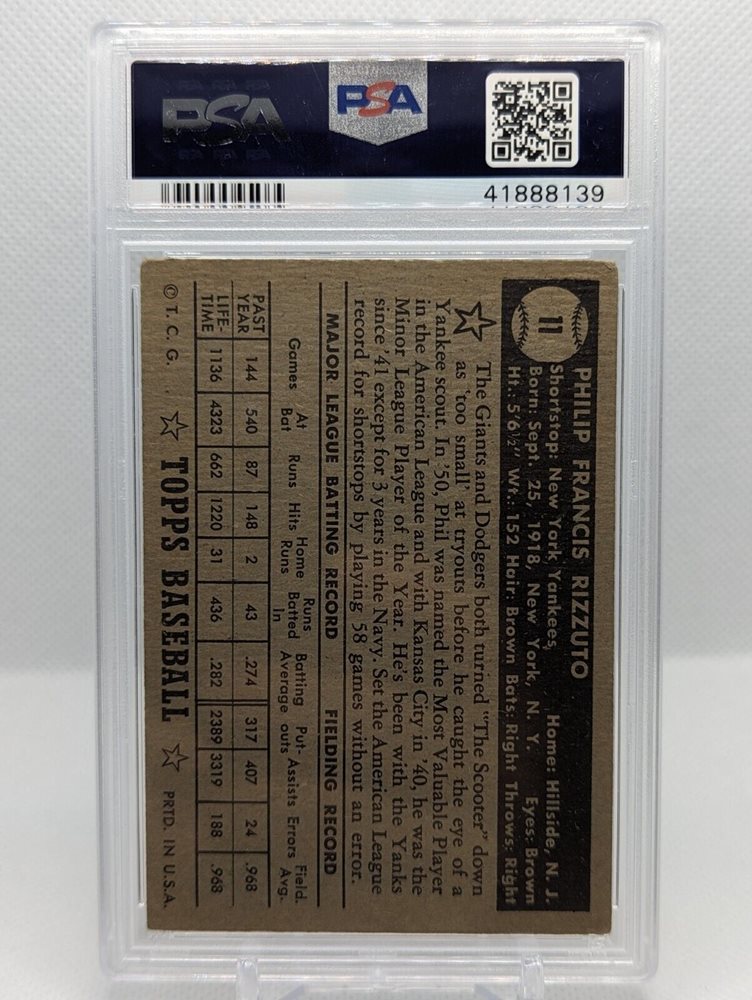 PSA
PSA
41888139
11
PHILIP FRANCIS RIZZUTO
Shortstop: New York Yankees, Home: Hillside, N. J.
Born: Sept. 25, 1918, New York, N. Y. Eyes: Brown
Ht.: 5'6½" Wt.: 152 Hair: Brown Bats: Right Throws: Right
The Giants and Dodgers both turned "The Scooter" down
as 'too small' at tryouts before he caught the eye of a
Yankee scout. In '50, Phil was named the Most Valuable Player
in the American League and with Kansas City in '40, he was the
Minor League Player of the Year. He's been with the Yanks
since '41 except for 3 years in the Navy. Set the American League
record for shortstops by playing 58 games without an error.
MAJOR LEAGUE BATTING RECORD FIELDING RECORD
Games At Bat Runs Hits Home Runs Runs Batted In Batting Average Put-outs Assists Errors Field. Avg.
PAST YEAR 144 540 87 148 2 43 .274 317 407 24 .968
LIFE-TIME 1136 4323 662 1220 31 436 .282 2389 3319 188 .968
© T. C. G. TOPPS BASEBALL PRTD. IN U.S.A.